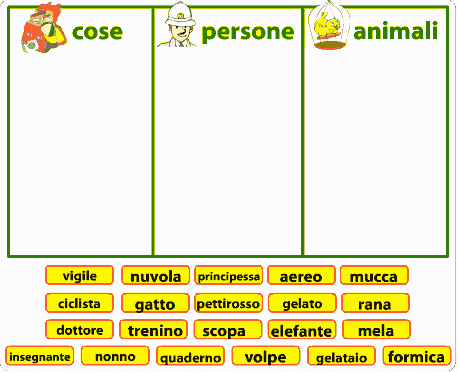 cose persone animali
vigile nuvola principessa aereo mucca
ciclista gatto pettirosso gelato rana
dottore trenino scopa elefante mela
insegnante nonno quaderno volpe gelataio formica